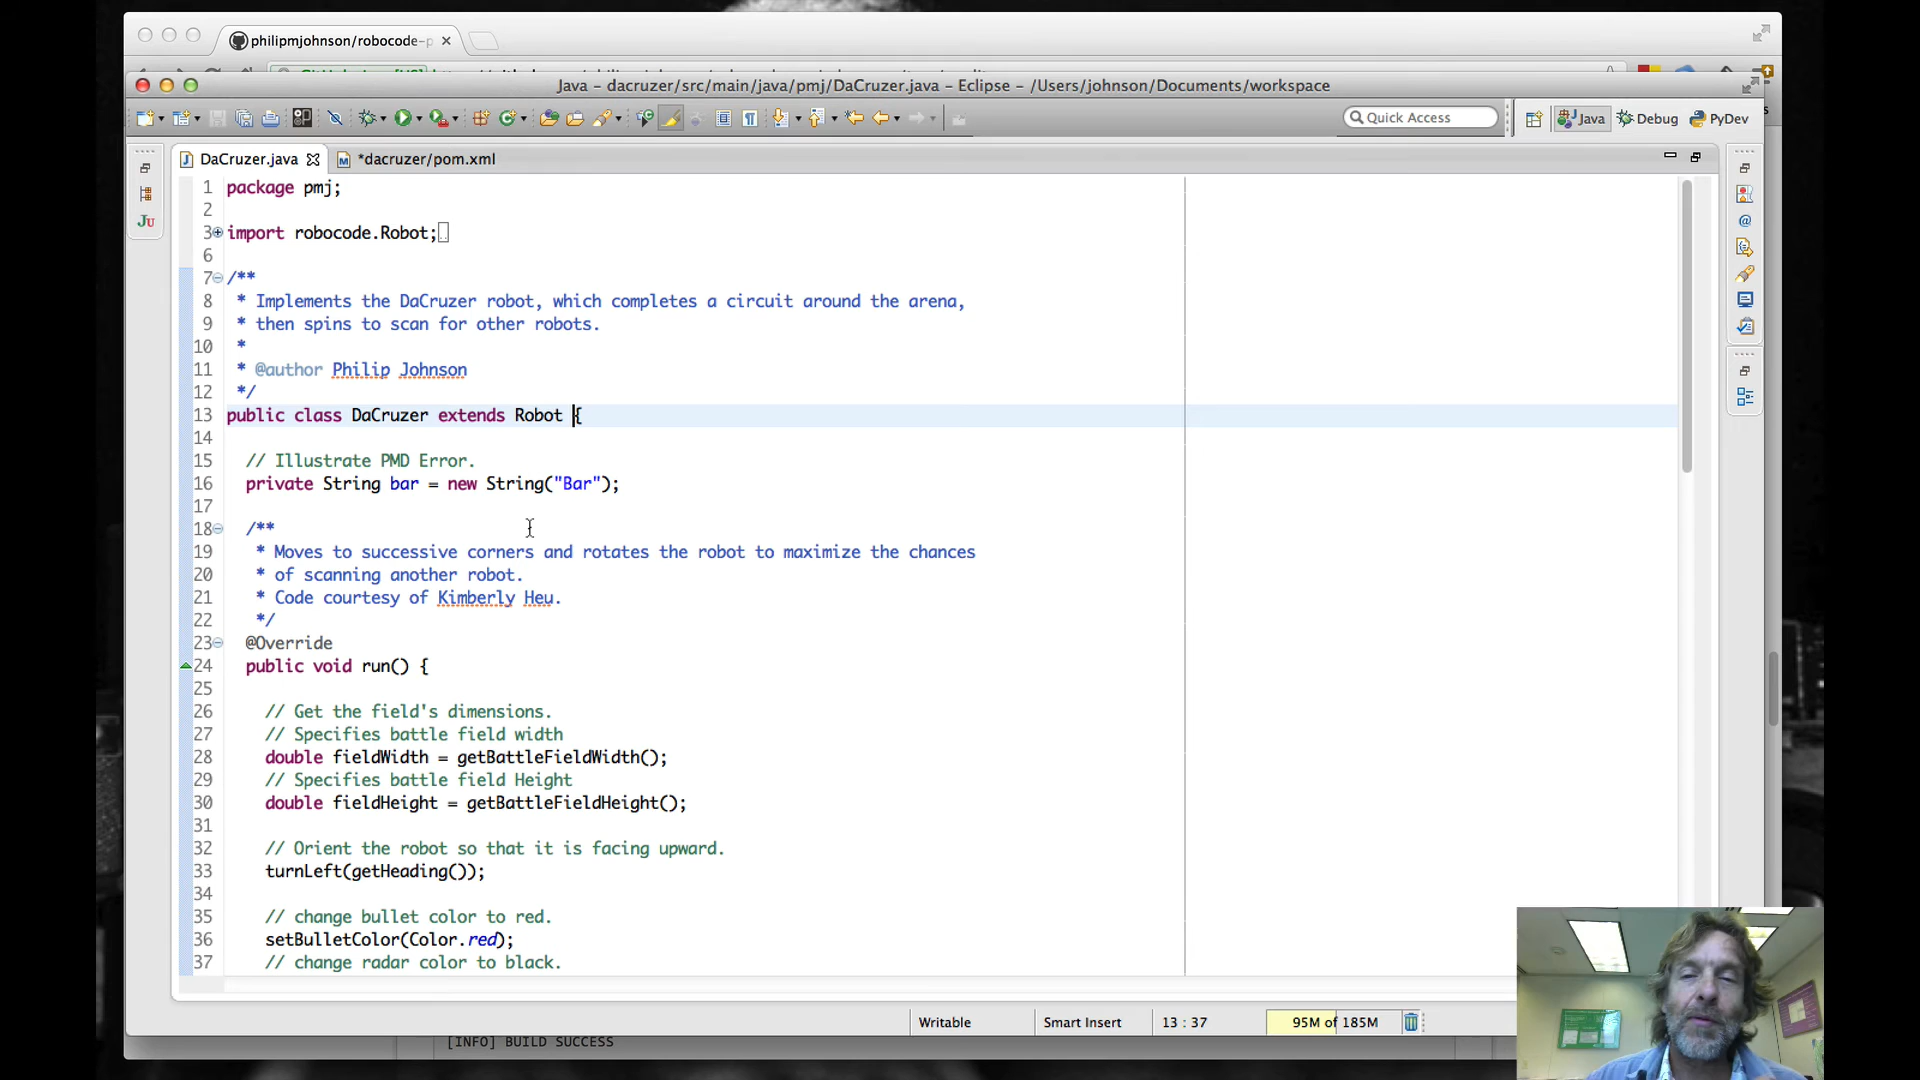 philipmjohnson/robocode-p
Java - dacruzer/src/main/java/pmj/DaCruzer.java - Eclipse - /Users/johnson/Documents/workspace
Quick Access
Java
Debug
PyDev
DaCruzer.java
*dacruzer/pom.xml
1 package pmj;
2
3 import robocode.Robot;
6
7 /**
8 * Implements the DaCruzer robot, which completes a circuit around the arena,
9 * then spins to scan for other robots.
10 *
11 * @author Philip Johnson
12 */
13 public class DaCruzer extends Robot {
14
15 // Illustrate PMD Error.
16 private String bar = new String("Bar");
17
18 /**
19 * Moves to successive corners and rotates the robot to maximize the chances
20 * of scanning another robot.
21 * Code courtesy of Kimberly Heu.
22 */
23 @Override
24 public void run() {
25
26 // Get the field's dimensions.
27 // Specifies battle field width
28 double fieldWidth = getBattleFieldWidth();
29 // Specifies battle field Height
30 double fieldHeight = getBattleFieldHeight();
31
32 // Orient the robot so that it is facing upward.
33 turnLeft(getHeading());
34
35 // change bullet color to red.
36 setBulletColor(Color.red);
37 // change radar color to black.
Writable
Smart Insert
13 : 37
95M of 185M
[INFO] BUILD SUCCESS